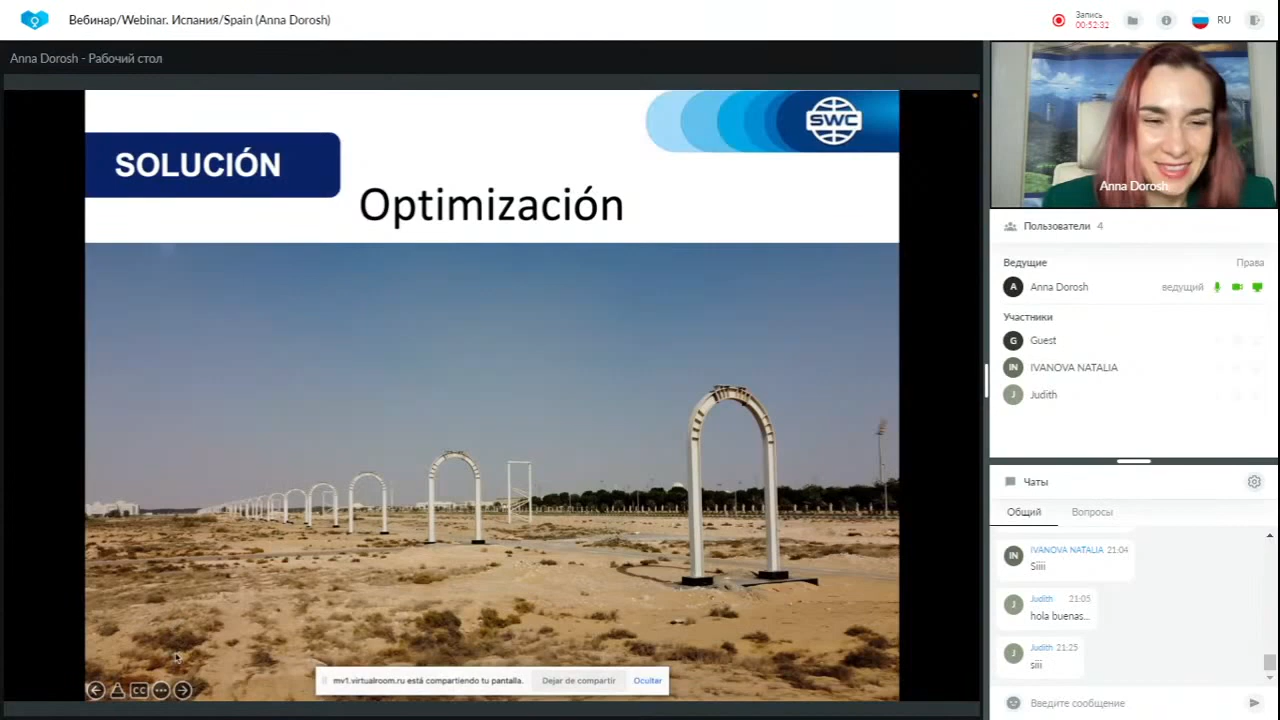 Вебинар/Webinar. Испания/Spain (Anna Dorosh)
Запись
00:52:32
RU
Anna Dorosh - Рабочий стол
SWC
SOLUCIÓN
Optimización
Anna Dorosh
Пользователи 4
Ведущие Права
A Anna Dorosh ведущий
Участники
G Guest
IN IVANOVA NATALIA
J Judith
Чаты
Общий Вопросы
IN IVANOVA NATALIA 21:04
Siiii
J Judith 21:05
hola buenas...
J Judith 21:25
siii
Введите сообщение
CC
mv1.virtualroom.ru está compartiendo tu pantalla. Dejar de compartir Ocultar